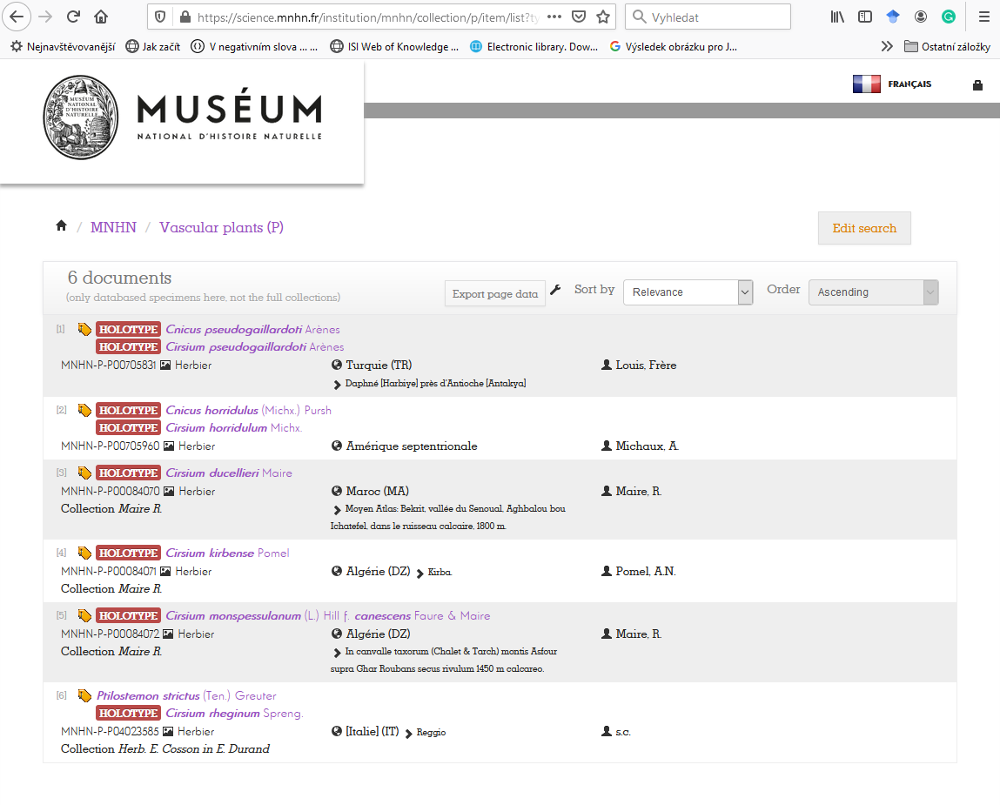 https://science.mnhn.fr/institution/mnhn/collection/p/item/list?ty
Vyhledat
Nejnavštěvovanější
Jak začít
V negativním slova ... ...
ISI Web of Knowledge ...
Electronic library. Dow...
Výsledek obrázku pro J...
Ostatní záložky
MUSÉUM
NATIONAL
D'HISTOIRE
NATURELLE
MUSÉUM
NATIONAL D'HISTOIRE NATURELLE
FRANÇAIS
/ MNHN / Vascular plants (P)
Edit search
6 documents
(only databased specimens here, not the full collections)
Export page data
Sort by
Relevance
Order
Ascending
[1] HOLOTYPE Cnicus pseudogaillardoti Arènes
HOLOTYPE Cirsium pseudogaillardoti Arènes
MNHN-P-P00705831 Herbier Turquie (TR) Louis, Frère
Daphné [Harbiye] près d'Antioche [Antakya]
[2] HOLOTYPE Cnicus horridulus (Michx.) Pursh
HOLOTYPE Cirsium horridulum Michx.
MNHN-P-P00705960 Herbier Amérique septentrionale Michaux, A.
[3] HOLOTYPE Cirsium ducellieri Maire
MNHN-P-P00084070 Herbier Maroc (MA) Maire, R.
Collection Maire R. Moyen Atlas: Bekrit, vallée du Senoual, Aghbalou bou
Ichatefel, dans le ruisseau calcaire, 1800 m.
[4] HOLOTYPE Cirsium kirbense Pomel
MNHN-P-P00084071 Herbier Algérie (DZ) Kirba. Pomel, A.N.
Collection Maire R.
[5] HOLOTYPE Cirsium monspessulanum (L.) Hill f. canescens Faure & Maire
MNHN-P-P00084072 Herbier Algérie (DZ) Maire, R.
Collection Maire R. In canvalle taxorum (Chalet & Tarch) montis Asfour
supra Ghar Roubans secus rivulum 1450 m calcareo.
[6] Ptilostemon strictus (Ten.) Greuter
HOLOTYPE Cirsium rheginum Spreng.
MNHN-P-P04023585 Herbier [Italie] (IT) Reggio s.c.
Collection Herb. E. Cosson in E. Durand